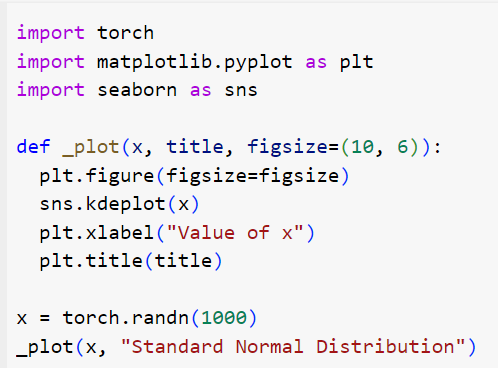 import torch
import matplotlib.pyplot as plt
import seaborn as sns

def _plot(x, title, figsize=(10, 6)):
  plt.figure(figsize=figsize)
  sns.kdeplot(x)
  plt.xlabel("Value of x")
  plt.title(title)

x = torch.randn(1000)
_plot(x, "Standard Normal Distribution")